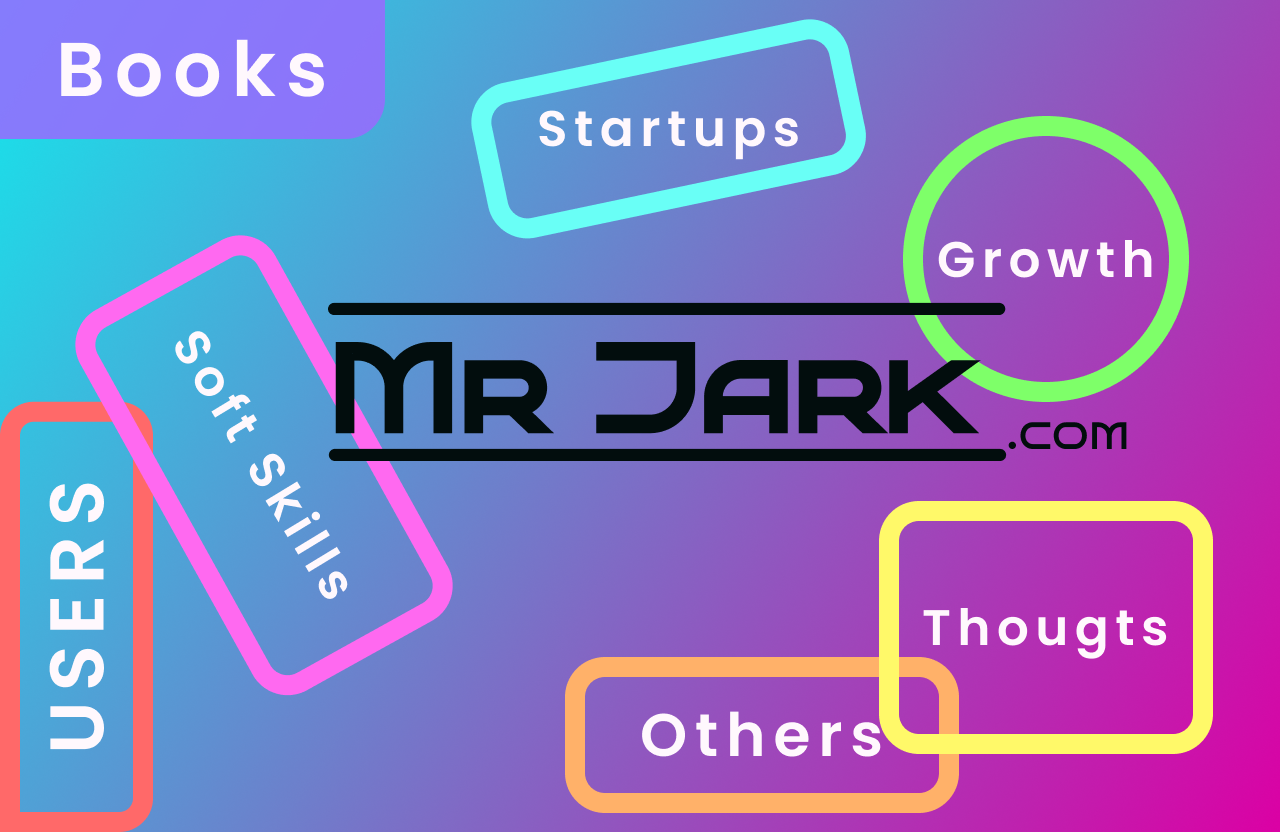 Books
Startups
Growth
Soft Skills
MR JARK
.COM
USERS
Thougts
Others